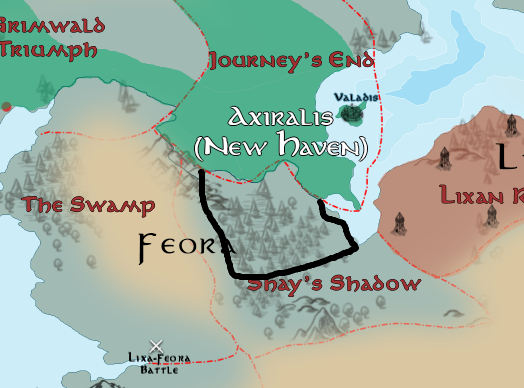 Grimwald
Triumph
Journey's End
Valadis
Axiralis
(New Haven)
Lixan
The Swamp
Feora
Shay's Shadow
Lixa-Feora
Battle